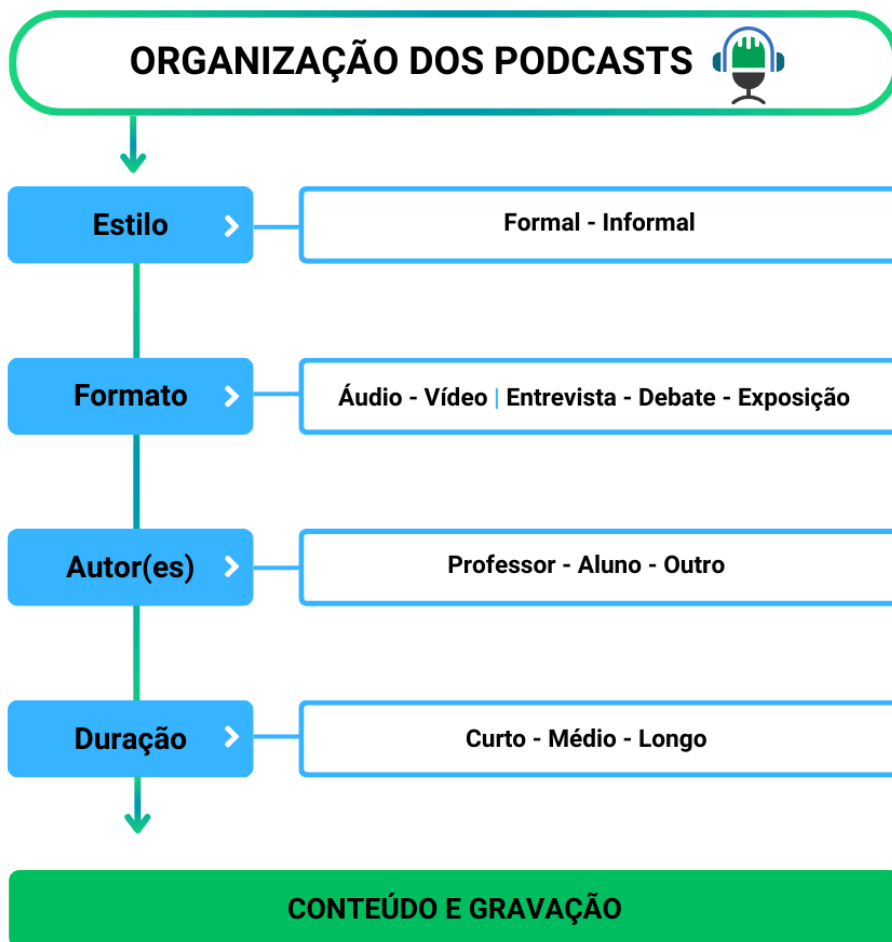 ORGANIZAÇÃO DOS PODCASTS
Estilo
Formal - Informal
Formato
Áudio - Vídeo | Entrevista - Debate - Exposição
Autor(es)
Professor - Aluno - Outro
Duração
Curto - Médio - Longo
CONTEÚDO E GRAVAÇÃO